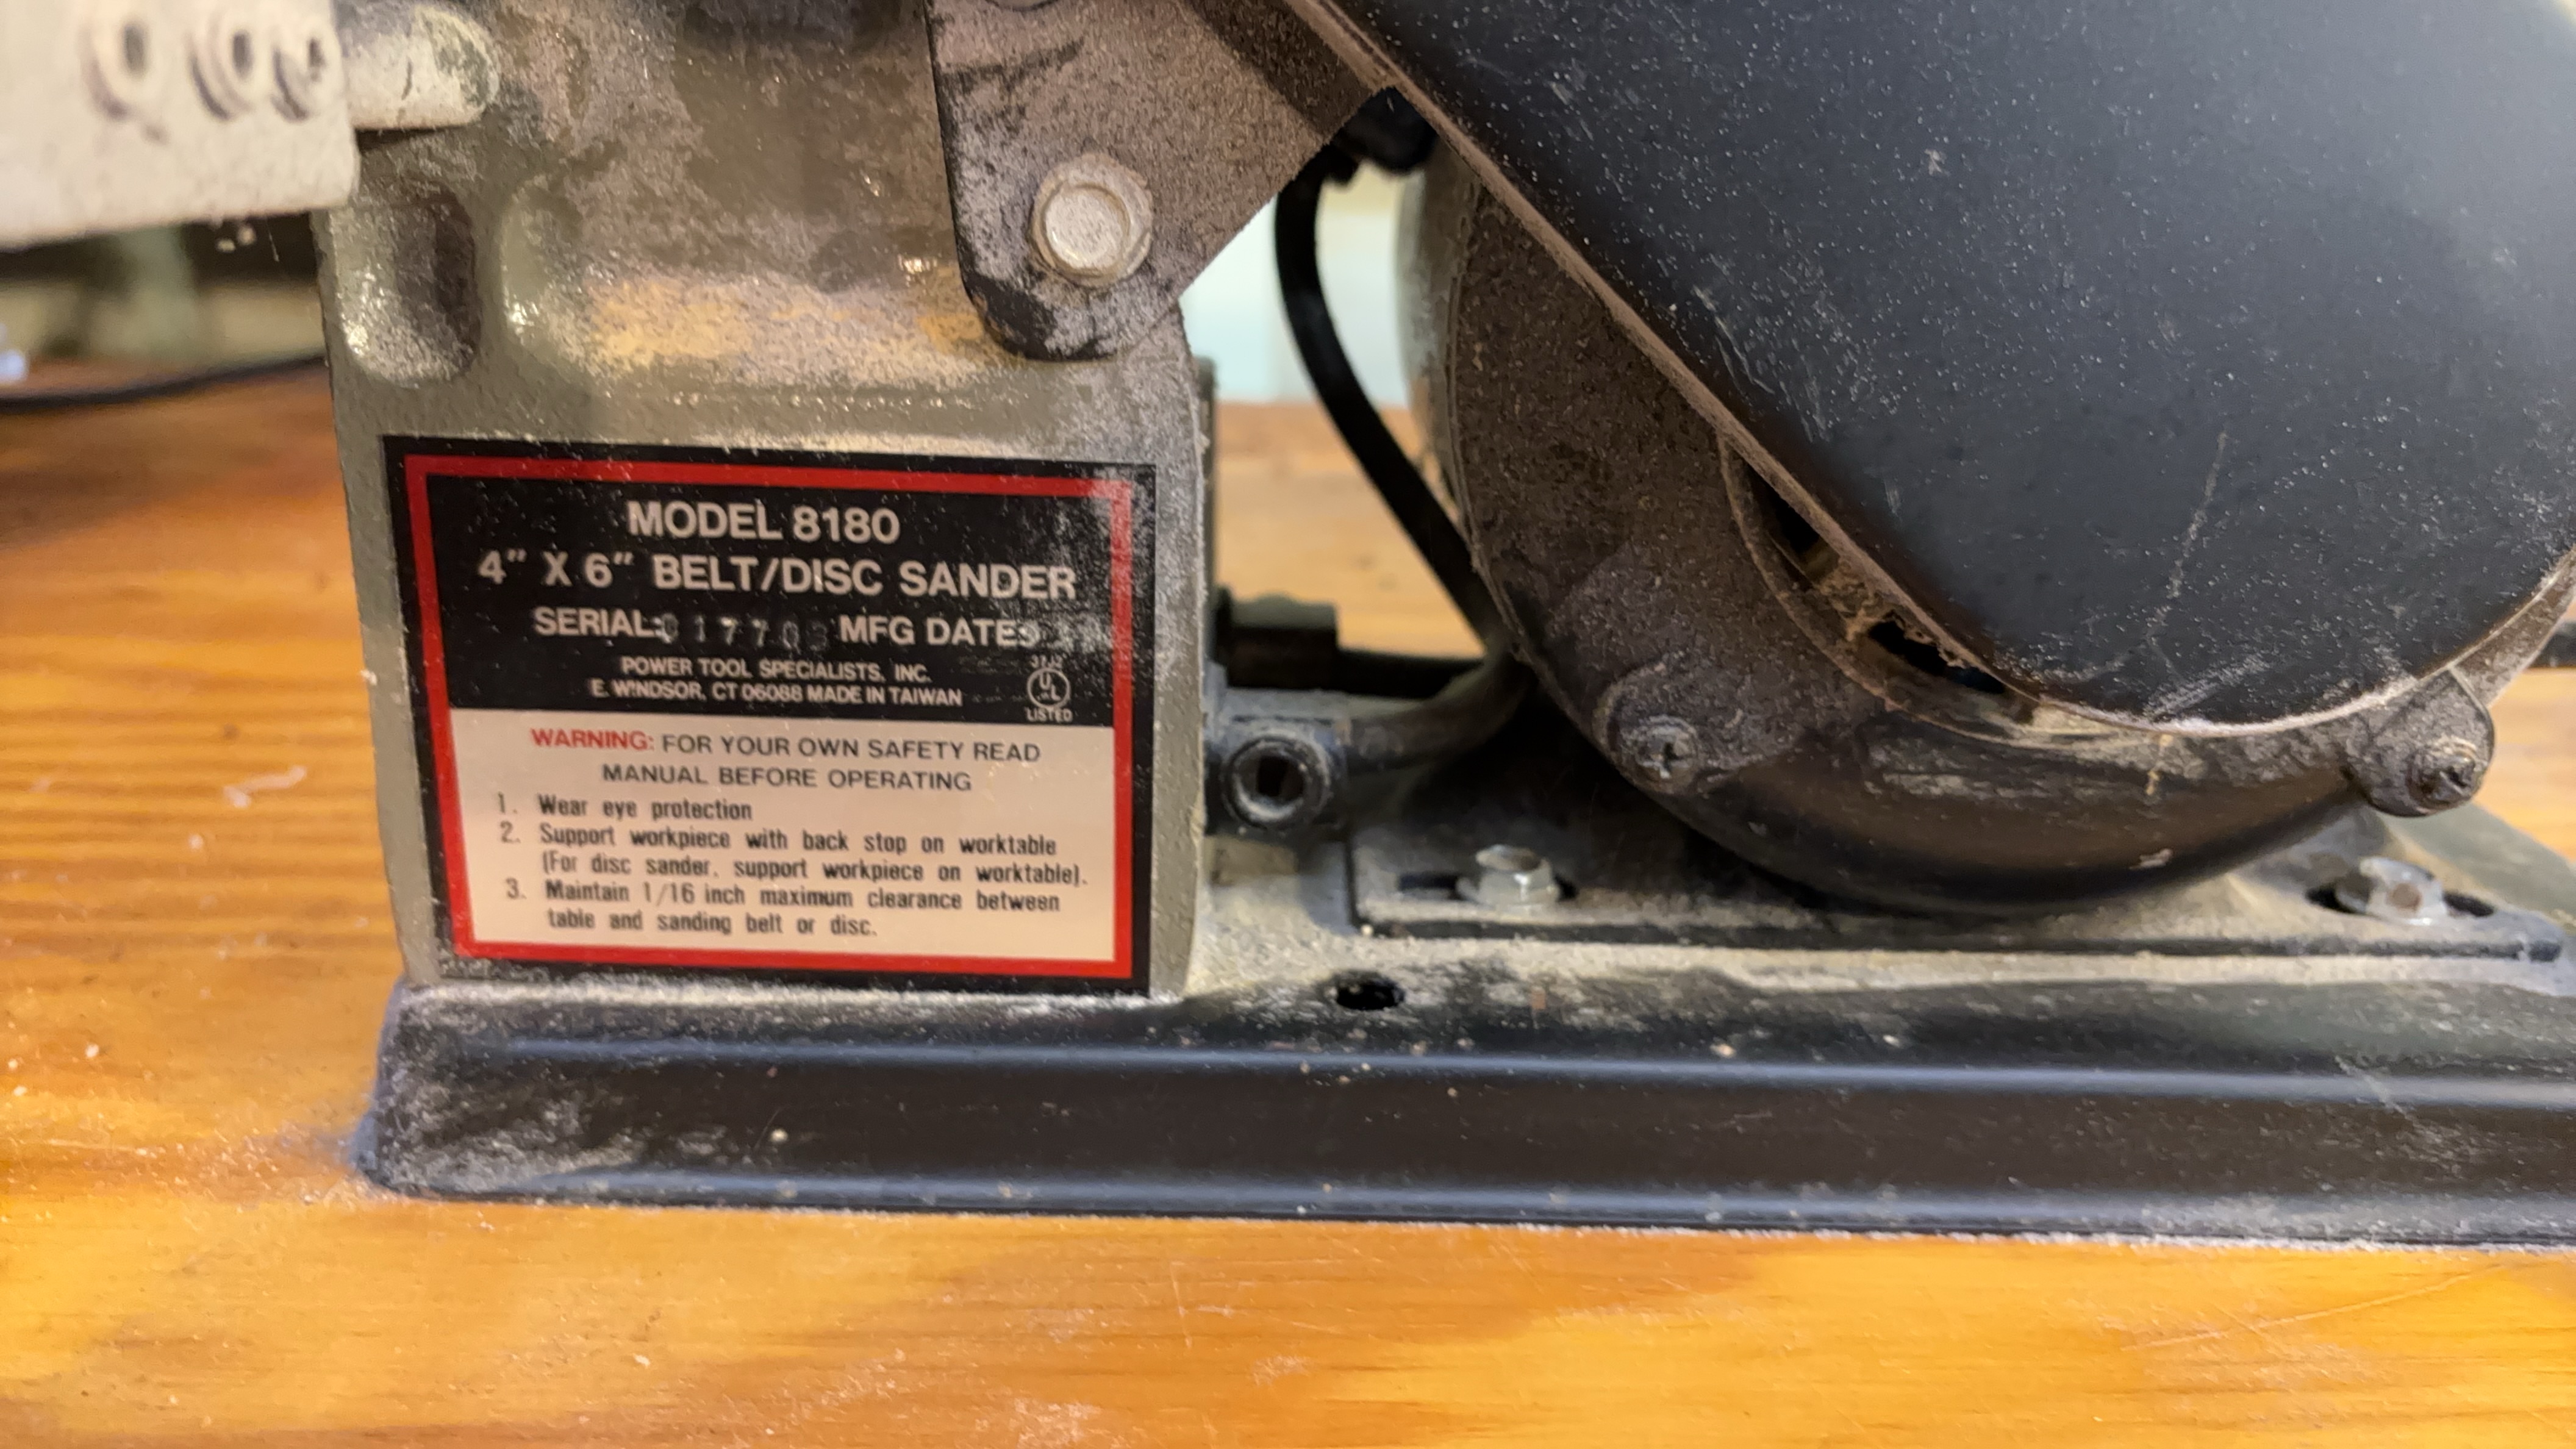 MODEL 8180
4" X 6" BELT/DISC SANDER
SERIAL: MFG DATE:
POWER TOOL SPECIALISTS, INC.
E. WINDSOR, CT 06088 MADE IN TAIWAN
UL
LISTED
WARNING: FOR YOUR OWN SAFETY READ
MANUAL BEFORE OPERATING
1. Wear eye protection
2. Support workpiece with back stop on worktable
(For disc sander, support workpiece on worktable).
3. Maintain 1/16 inch maximum clearance between
table and sanding belt or disc.